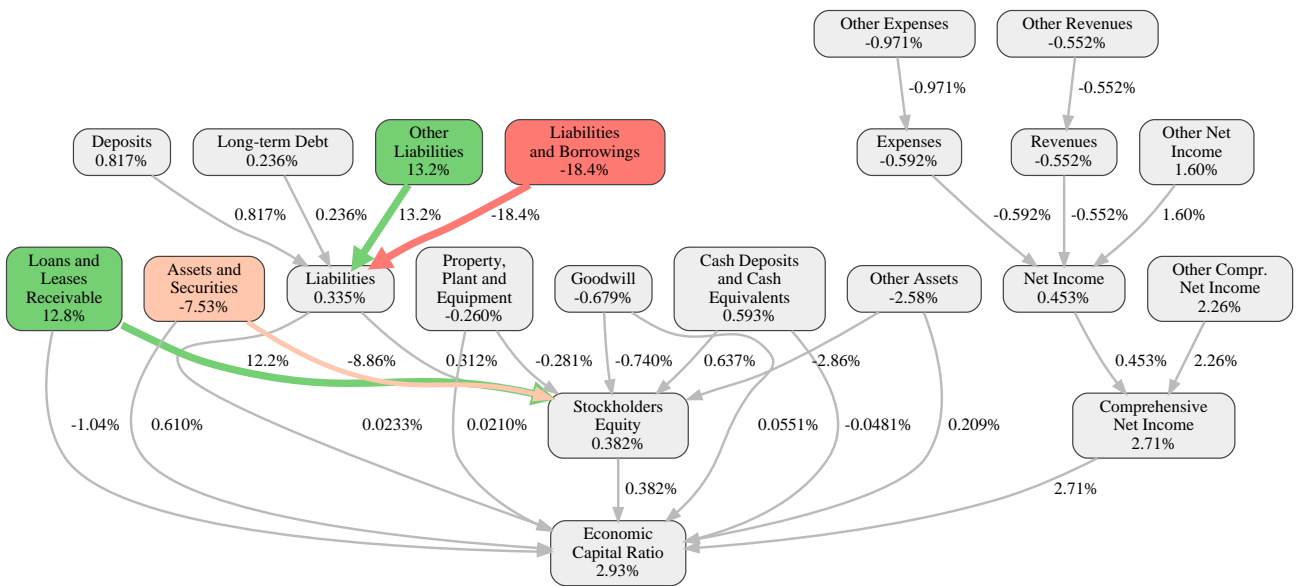 Other Expenses
-0.971%
Other Revenues
-0.552%
-0.971%
-0.552%
Deposits
0.817%
Long-term Debt
0.236%
Other
Liabilities
13.2%
Liabilities
and Borrowings
-18.4%
Expenses
-0.592%
Revenues
-0.552%
Other Net
Income
1.60%
0.817%
0.236%
13.2%
-18.4%
-0.592%
-0.552%
1.60%
Loans and
Leases
Receivable
12.8%
Assets and
Securities
-7.53%
Liabilities
0.335%
Property,
Plant and
Equipment
-0.260%
Goodwill
-0.679%
Cash Deposits
and Cash
Equivalents
0.593%
Other Assets
-2.58%
Net Income
0.453%
Other Compr.
Net Income
2.26%
12.2%
-8.86%
0.312%
-0.281%
-0.740%
0.637%
-2.86%
0.453%
2.26%
Stockholders
Equity
0.382%
Comprehensive
Net Income
2.71%
-1.04%
0.610%
0.0233%
0.0210%
0.0551%
-0.0481%
0.209%
0.382%
2.71%
Economic
Capital Ratio
2.93%